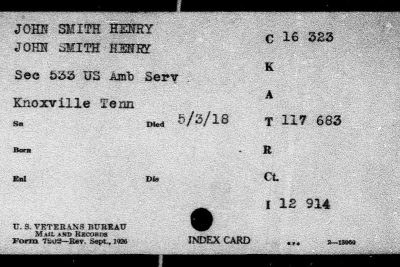 JOHN SMITH HENRY C 16 323
JOHN SMITH HENRY
K
Sec 533 US Amb Serv
A
Knoxville Tenn
Sn Died 5/3/18 T 117 683
Born R
Enl Dis Ct.
I 12 914
U. S. VETERANS BUREAU
MAIL AND RECORDS
Form 7202—Rev. Sept., 1926 INDEX CARD